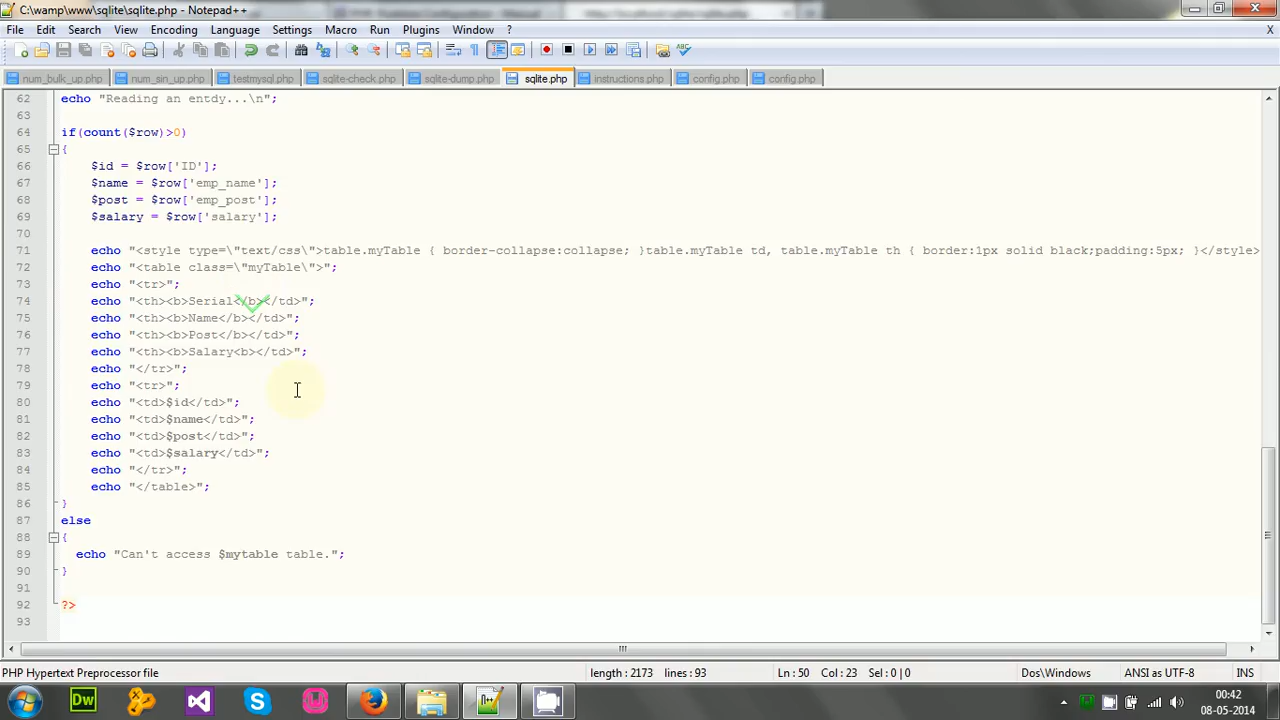 C:\wamp\www\sqlite\sqlite.php - Notepad++
File Edit Search View Encoding Language Settings Macro Run Plugins Window ? X
num_bulk_up.php num_sin_up.php testmysql.php sqlite-check.php sqlite-dump.php sqlite.php instructions.php config.php config.php
62 echo "Reading an entdy...\n";
63
64 if(count($row)>0)
65 {
66 $id = $row['ID'];
67 $name = $row['emp_name'];
68 $post = $row['emp_post'];
69 $salary = $row['salary'];
70
71 echo "<style type=\"text/css\">table.myTable { border-collapse:collapse; }table.myTable td, table.myTable th { border:1px solid black;padding:5px; }</style>
72 echo "<table class=\"myTable\">";
73 echo "<tr>";
74 echo "<th><b>Serial</b></td>";
75 echo "<th><b>Name</b></td>";
76 echo "<th><b>Post</b></td>";
77 echo "<th><b>Salary<b></td>";
78 echo "</tr>";
79 echo "<tr>";
80 echo "<td>$id</td>";
81 echo "<td>$name</td>";
82 echo "<td>$post</td>";
83 echo "<td>$salary</td>";
84 echo "</tr>";
85 echo "</table>";
86 }
87 else
88 {
89 echo "Can't access $mytable table.";
90 }
91
92 ?>
93
PHP Hypertext Preprocessor file length : 2173 lines : 93 Ln : 50 Col : 23 Sel : 0 | 0 Dos\Windows ANSI as UTF-8 INS
Dw
00:42
08-05-2014